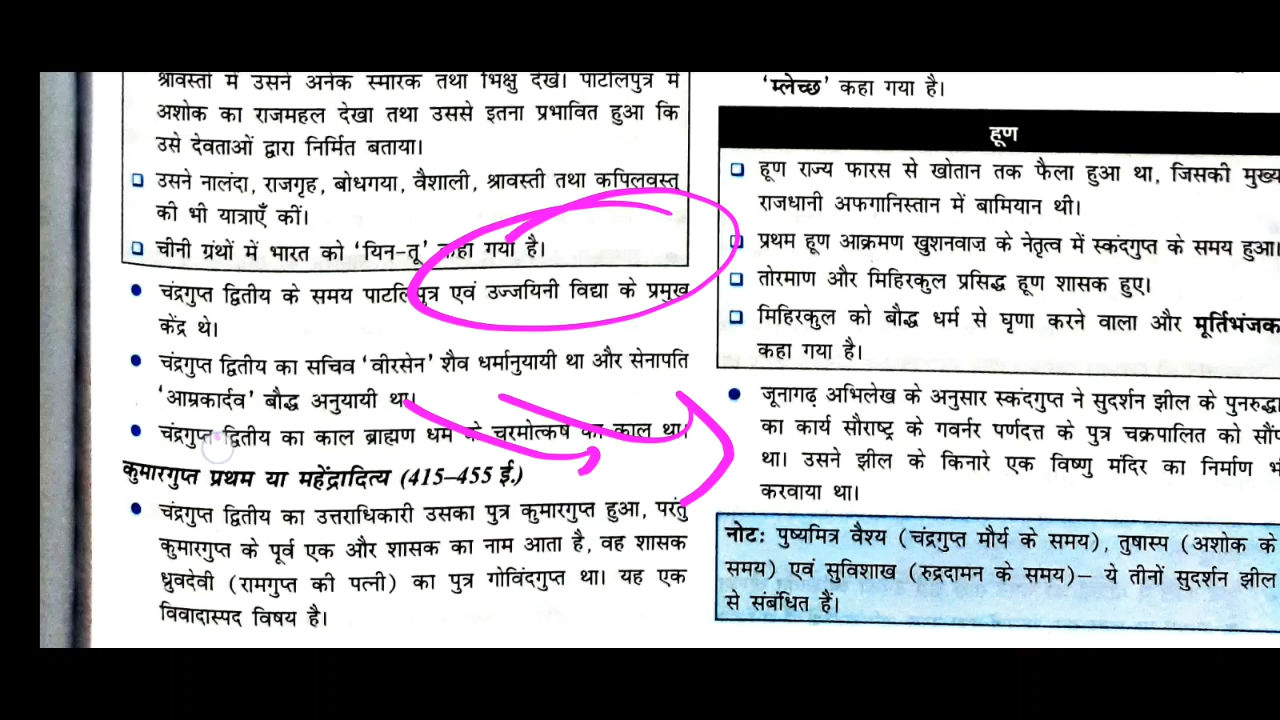 श्रावस्ती में उसने अनेक स्मारक तथा भिक्षु देखे। पाटलिपुत्र में
अशोक का राजमहल देखा तथा उससे इतना प्रभावित हुआ कि
उसे देवताओं द्वारा निर्मित बताया।
उसने नालंदा, राजगृह, बोधगया, वैशाली, श्रावस्ती तथा कपिलवस्तु
की भी यात्राएँ कीं।
चीनी ग्रंथों में भारत को ‘यिन-तू’ कहा गया है।
चंद्रगुप्त द्वितीय के समय पाटलिपुत्र एवं उज्जयिनी विद्या के प्रमुख
केंद्र थे।
चंद्रगुप्त द्वितीय का सचिव ‘वीरसेन’ शैव धर्मानुयायी था और सेनापति
‘आम्रकार्दव’ बौद्ध अनुयायी था।
चंद्रगुप्त द्वितीय का काल ब्राह्मण धर्म के चरमोत्कर्ष का काल था।
कुमारगुप्त प्रथम या महेंद्रादित्य (415–455 ई.)
चंद्रगुप्त द्वितीय का उत्तराधिकारी उसका पुत्र कुमारगुप्त हुआ, परंतु
कुमारगुप्त के पूर्व एक और शासक का नाम आता है, वह शासक
ध्रुवदेवी (रामगुप्त की पत्नी) का पुत्र गोविंदगुप्त था। यह एक
विवादास्पद विषय है।
‘म्लेच्छ’ कहा गया है।
हूण
हूण राज्य फारस से खोतान तक फैला हुआ था, जिसकी मुख्य
राजधानी अफगानिस्तान में बामियान थी।
प्रथम हूण आक्रमण खुशनवाज के नेतृत्व में स्कंदगुप्त के समय हुआ।
तोरमाण और मिहिरकुल प्रसिद्ध हूण शासक हुए।
मिहिरकुल को बौद्ध धर्म से घृणा करने वाला और मूर्तिभंजक
कहा गया है।
जूनागढ़ अभिलेख के अनुसार स्कंदगुप्त ने सुदर्शन झील के पुनरुद्धा
का कार्य सौराष्ट्र के गवर्नर पर्णदत्त के पुत्र चक्रपालित को सौंप
था। उसने झील के किनारे एक विष्णु मंदिर का निर्माण भी
करवाया था।
नोट: पुष्यमित्र वैश्य (चंद्रगुप्त मौर्य के समय), तुषास्प (अशोक के
समय) एवं सुविशाख (रुद्रदामन के समय)– ये तीनों सुदर्शन झील
से संबंधित हैं।